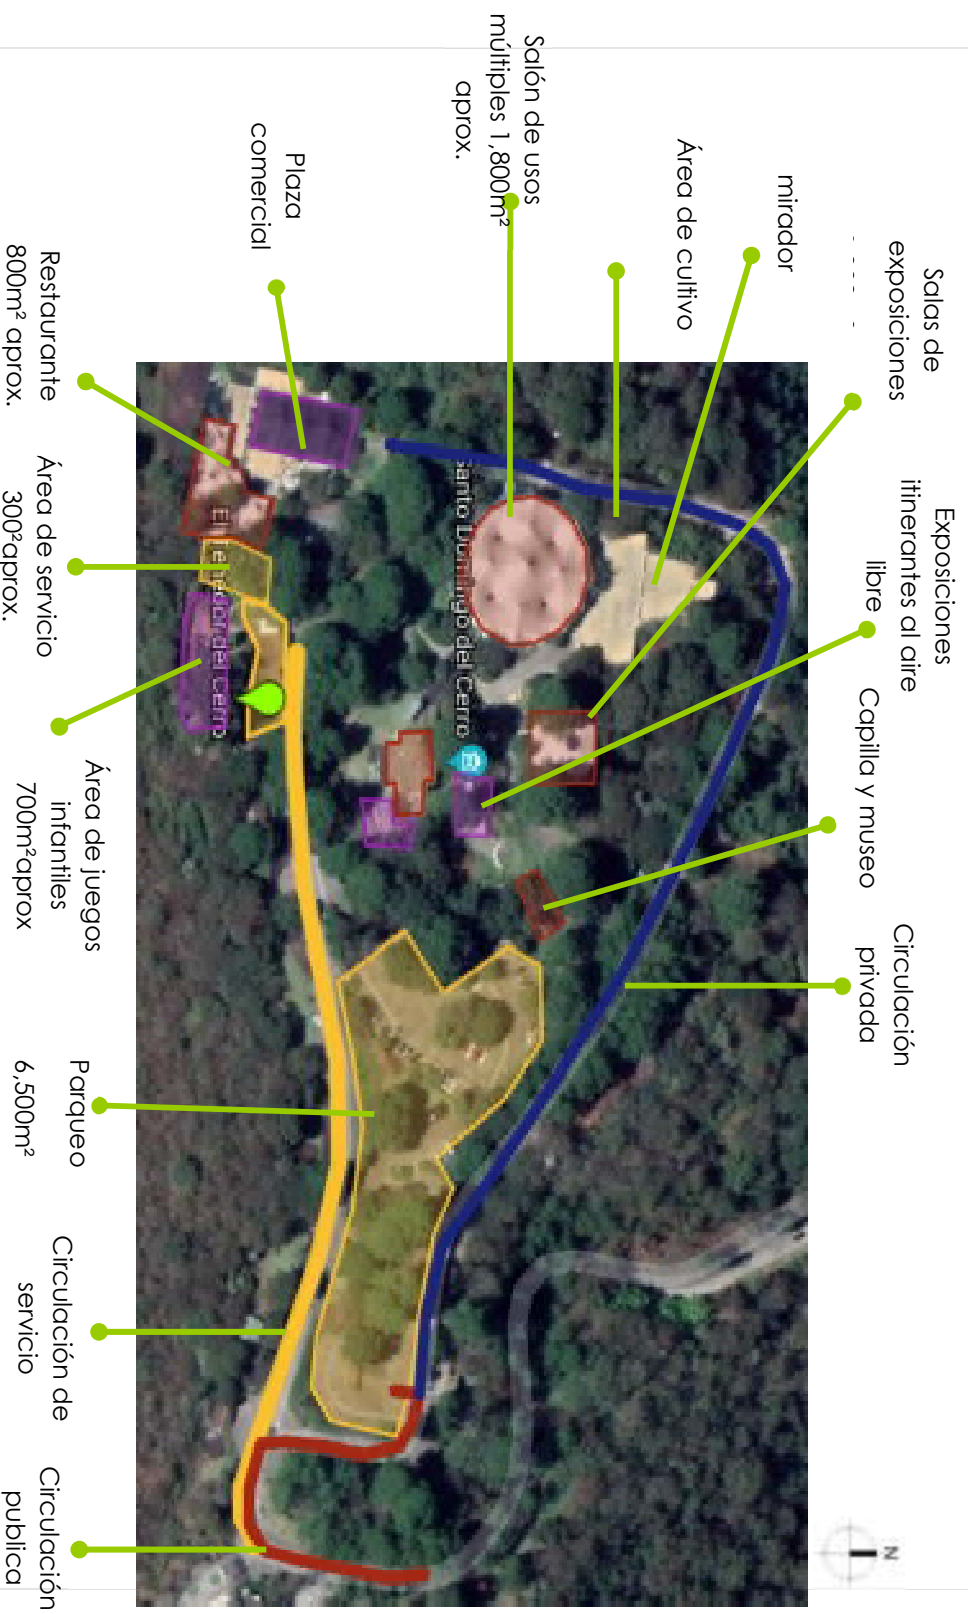 Salón de usos
múltiples 1,800m²
aprox.
Área de cultivo
mirador
Salas de
exposiciones
Exposiciones
itinerantes al aire
libre
Capilla y museo
Circulación
privada
N
Plaza
comercial
Restaurante
800m² aprox.
Área de servicio
300²aprox.
Área de juegos
infantiles
700m²aprox
Parqueo
6,500m²
Circulación de
servicio
Circulación
publica
Santo Domingo del Cerro
del Cerro